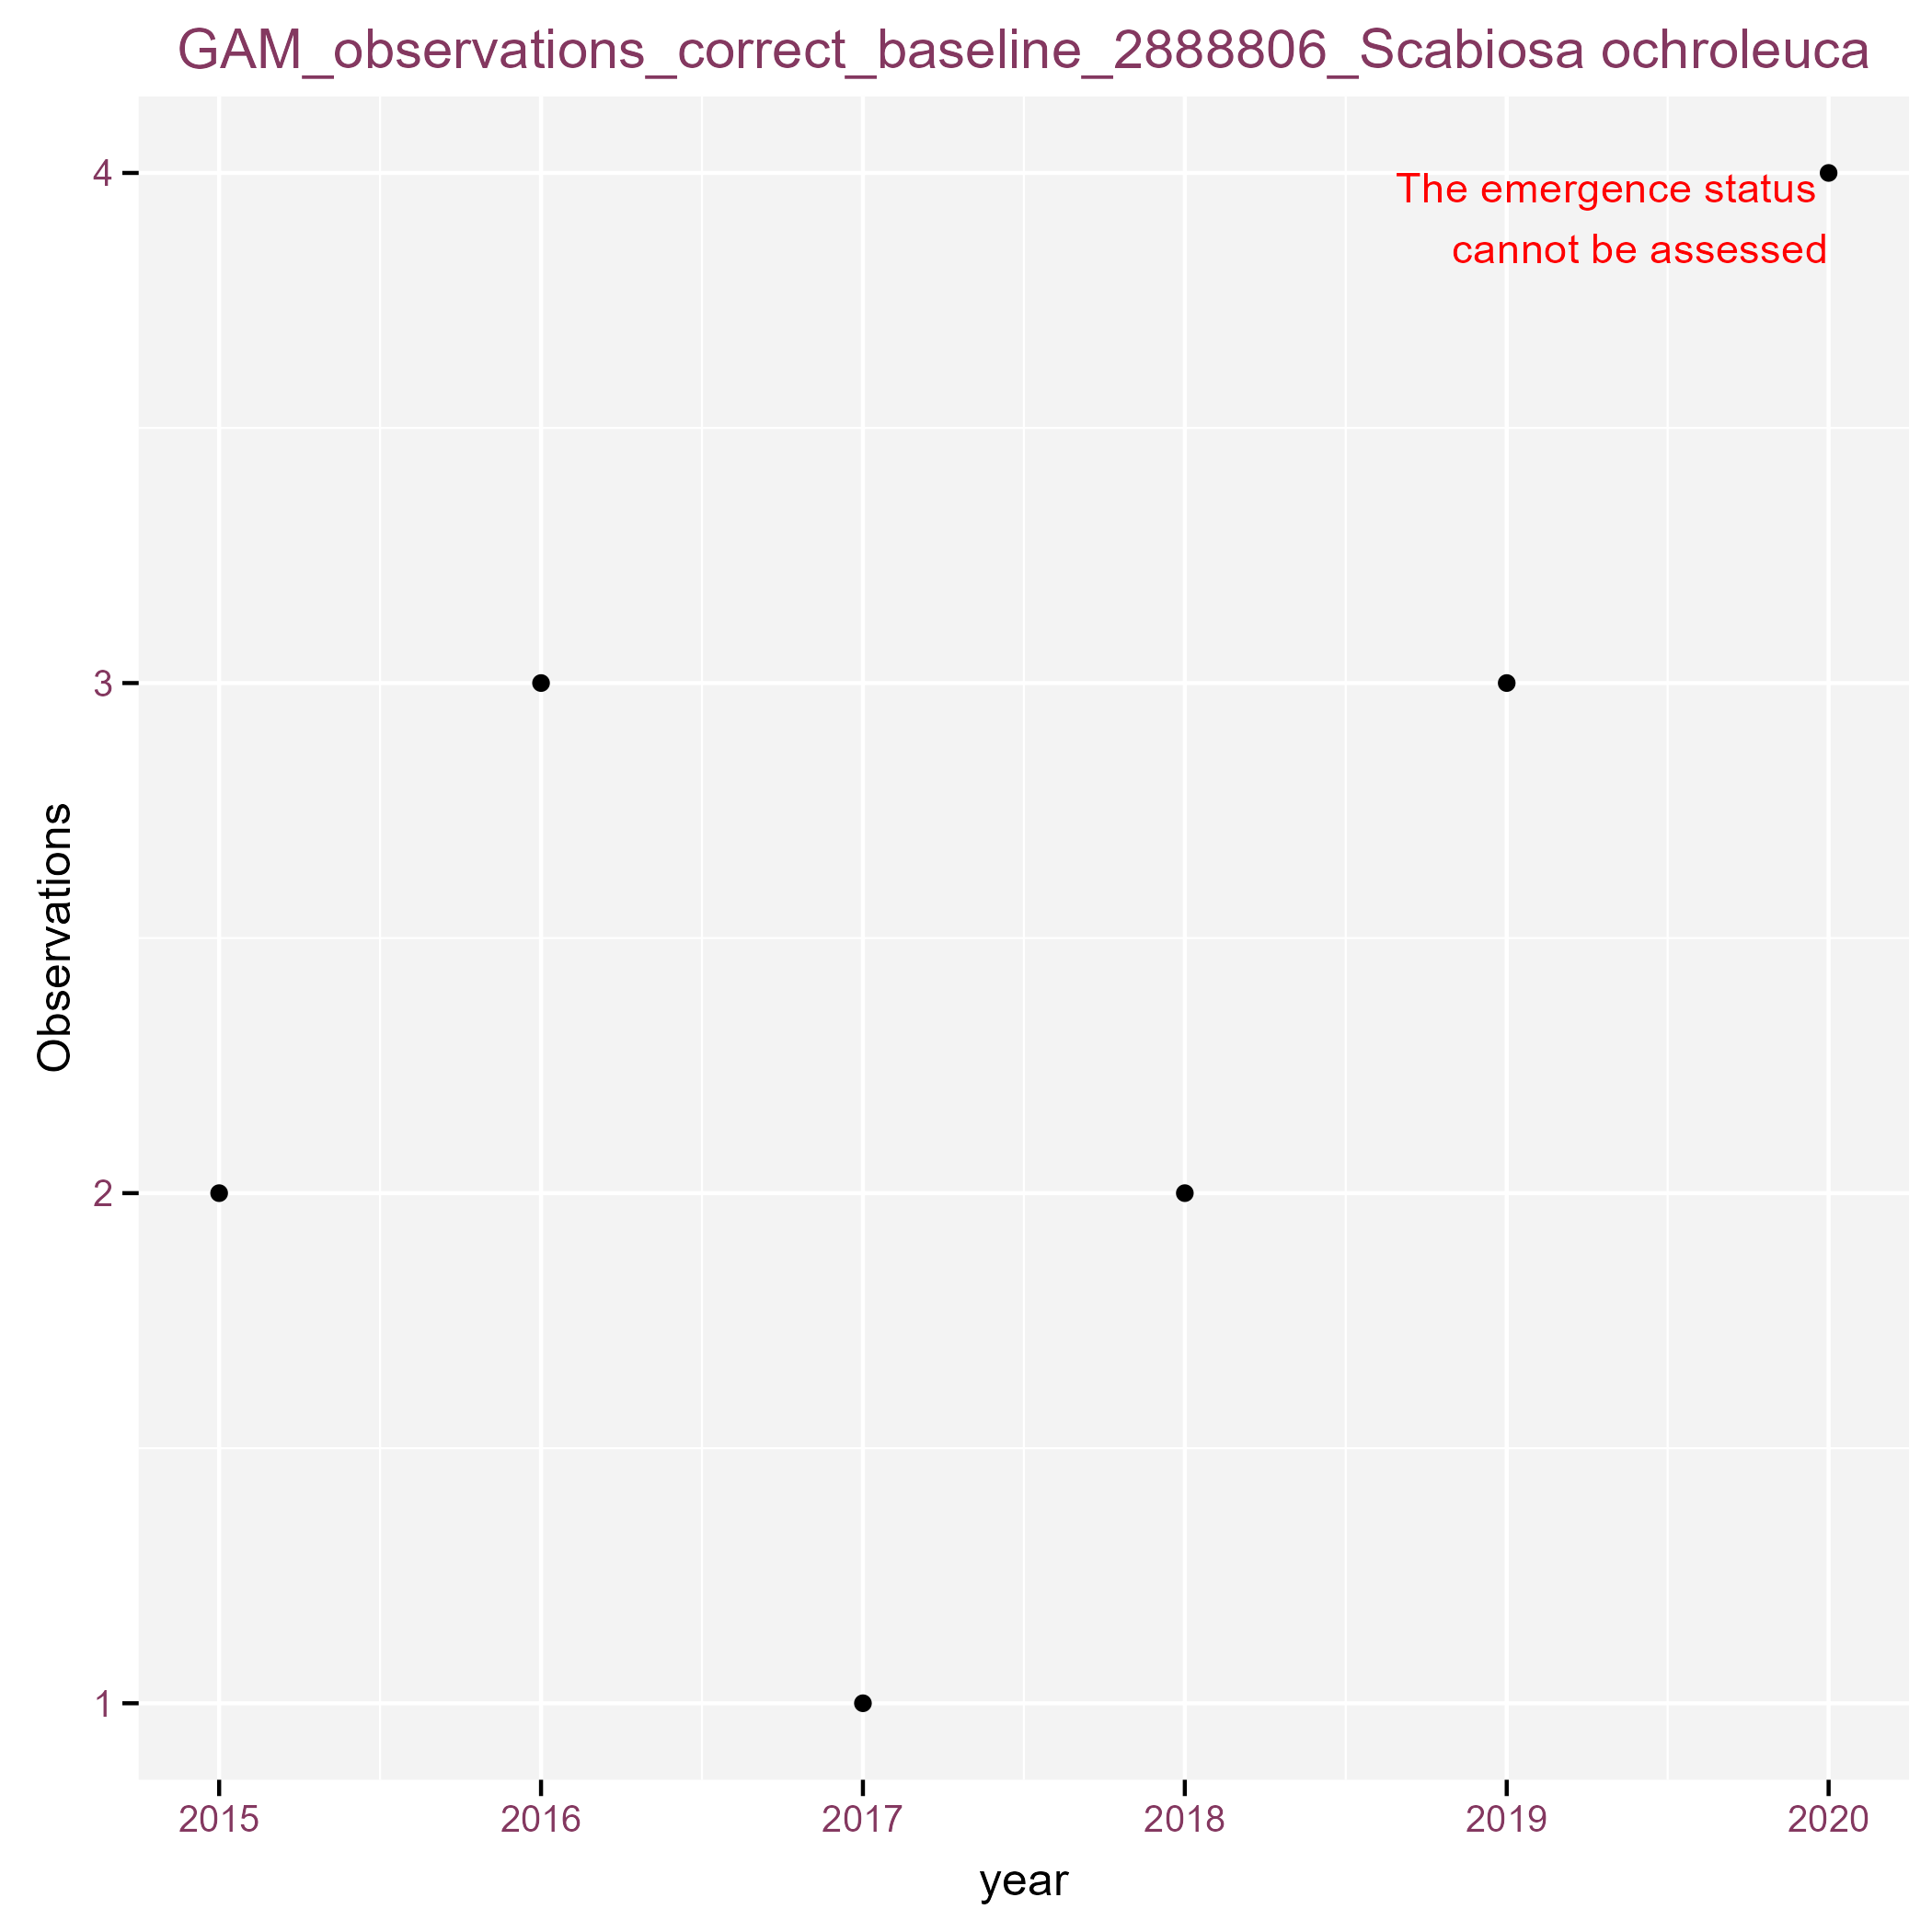 GAM_observations_correct_baseline_2888806_Scabiosa ochroleuca
4
The emergence status
cannot be assessed
3
Observations
2
1
2015 2016 2017 2018 2019 2020
year